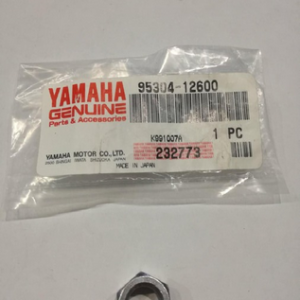 YAMAHA
GENUINE
Parts & Accessories
95304-12600
K991007A
1 PC
YAMAHA MOTOR CO., LTD.
232773
MADE IN JAPAN